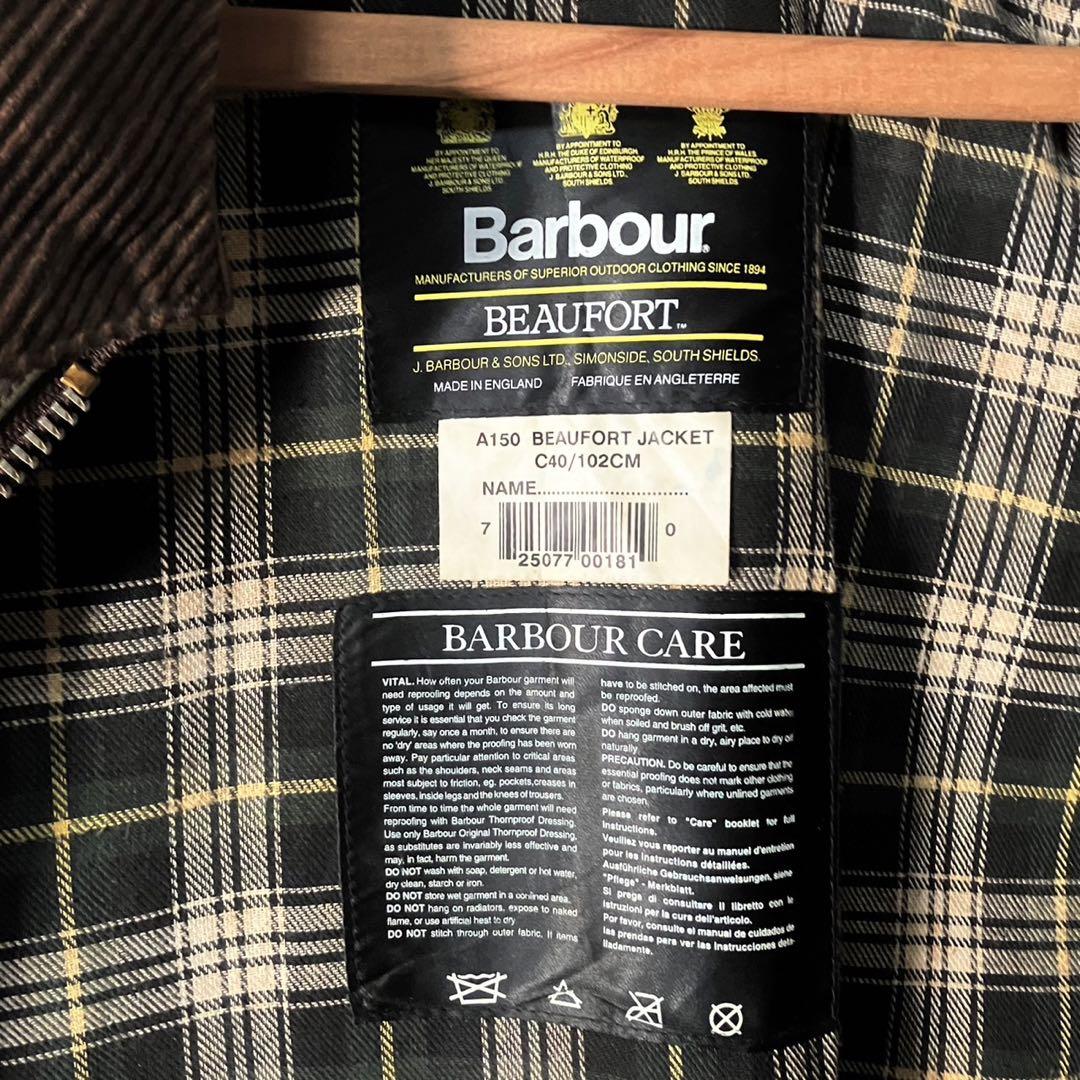 BY APPOINTMENT TO
HER MAJESTY THE QUEEN
MANUFACTURERS OF WATERPROOF
AND PROTECTIVE CLOTHING
J. BARBOUR & SONS LTD.,
SOUTH SHIELDS
BY APPOINTMENT TO
H.R.H. THE DUKE OF EDINBURGH
MANUFACTURERS OF WATERPROOF
AND PROTECTIVE CLOTHING
J. BARBOUR & SONS LTD.,
SOUTH SHIELDS.
BY APPOINTMENT TO
H.R.H. THE PRINCE OF WALES
MANUFACTURERS OF WATERPROOF
AND PROTECTIVE CLOTHING
J. BARBOUR & SONS LTD.,
SOUTH SHIELDS.
Barbour®
MANUFACTURERS OF SUPERIOR OUTDOOR CLOTHING SINCE 1894
BEAUFORT™
J. BARBOUR & SONS LTD., SIMONSIDE, SOUTH SHIELDS.
MADE IN ENGLAND FABRIQUE EN ANGLETERRE
A150 BEAUFORT JACKET
C40/102CM
NAME.............................
7 25077 00181 0
BARBOUR CARE
VITAL. How often your Barbour garment will
need reproofing depends on the amount and
type of usage it will get. To ensure its long
service it is essential that you check the garment
regularly, say once a month, to ensure there are
no 'dry' areas where the proofing has been worn
away. Pay particular attention to critical areas
such as the shoulders, neck seams and areas
most subject to friction, eg. pockets,creases in
sleeves, inside legs and the knees of trousers.
From time to time the whole garment will need
reproofing with Barbour Thornproof Dressing.
Use only Barbour Original Thornproof Dressing,
as substitutes are invariably less effective and
may, in fact, harm the garment.
DO NOT wash with soap, detergent or hot water,
dry clean, starch or iron.
DO NOT store wet garment in a confined area.
DO NOT hang on radiators, expose to naked
flame, or use artificial heat to dry.
DO NOT stitch through outer fabric. If items
have to be stitched on, the area affected must
be reproofed.
DO sponge down outer fabric with cold water
when soiled and brush off grit, etc.
DO hang garment in a dry, airy place to dry off
naturally.
PRECAUTION. Do be careful to ensure that the
essential proofing does not mark other clothing
or fabrics, particularly where unlined garments
are chosen.
Please refer to "Care" booklet for full
instructions.
Veuillez vous reporter au manuel d'entretien
pour les instructions détaillées.
Ausführliche Gebrauchsanweisungen, siehe
"Pflege" - Merkblatt.
Si prega di consultare il libretto con le
istruzioni per la cura dell'articolo.
Por favor, consulte el manual de cuidados de
las prendas para ver las instrucciones deta-
lladamente.